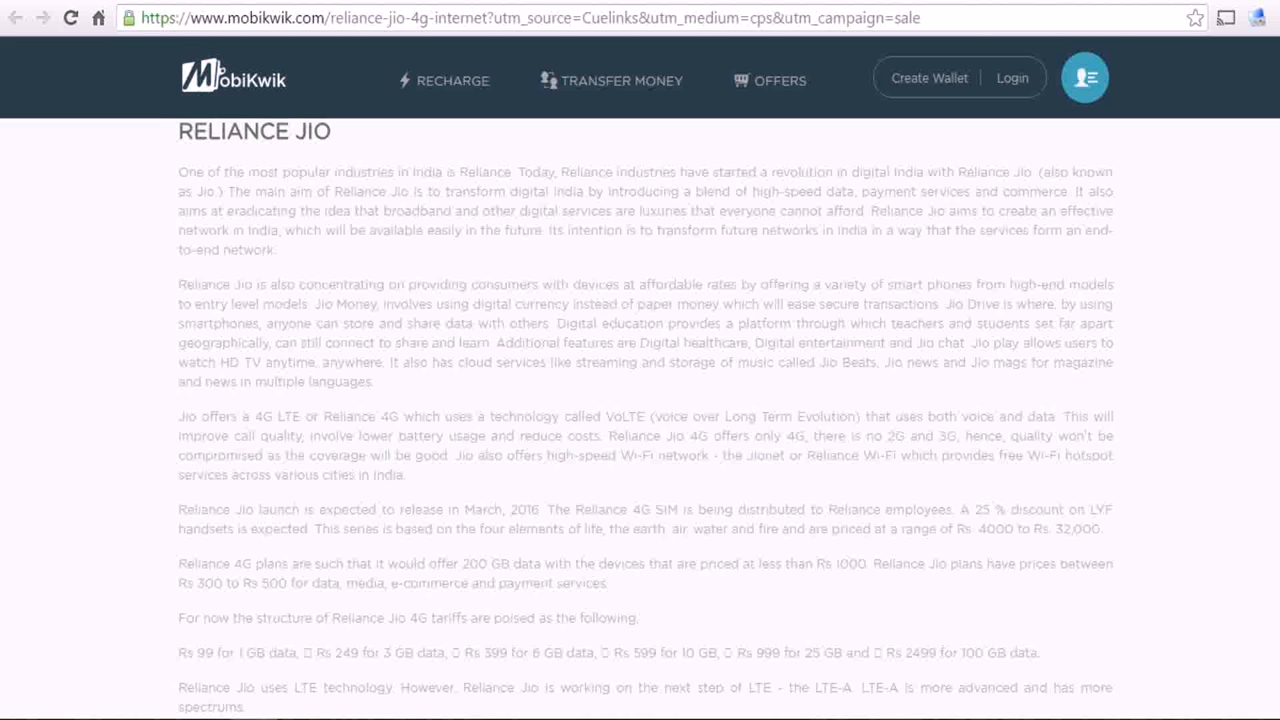 https://www.mobikwik.com/reliance-jio-4g-internet?utm_source=Cuelinks&utm_medium=cps&utm_campaign=sale
MobiKwik RECHARGE TRANSFER MONEY OFFERS Create Wallet Login
RELIANCE JIO
One of the most popular industries in India is Reliance. Today, Reliance industries have started a revolution in digital India with Reliance Jio. (also known
as Jio.) The main aim of Reliance Jio is to transform digital India by introducing a blend of high-speed data, payment services and commerce. It also
aims at eradicating the idea that broadband and other digital services are luxuries that everyone cannot afford. Reliance Jio aims to create an effective
network in India, which will be available easily in the future. Its intention is to transform future networks in India in a way that the services form an end-
to-end network.
Reliance Jio is also concentrating on providing consumers with devices at affordable rates by offering a variety of smart phones from high-end models
to entry level models. Jio Money, involves using digital currency instead of paper money which will ease secure transactions. Jio Drive is where, by using
smartphones, anyone can store and share data with others. Digital education provides a platform through which teachers and students set far apart
geographically, can still connect to share and learn. Additional features are Digital healthcare, Digital entertainment and Jio chat. Jio play allows users to
watch HD TV anytime, anywhere. It also has cloud services like streaming and storage of music called Jio Beats, Jio news and Jio mags for magazine
and news in multiple languages.
Jio offers a 4G LTE or Reliance 4G which uses a technology called VoLTE (Voice over Long Term Evolution) that uses both voice and data. This will
improve call quality, involve lower battery usage and reduce costs. Reliance Jio 4G offers only 4G, there is no 2G and 3G, hence, quality won't be
compromised as the coverage will be good. Jio also offers high-speed Wi-Fi network - the Jionet or Reliance Wi-Fi which provides free Wi-Fi hotspot
services across various cities in India.
Reliance Jio launch is expected to release in March, 2016. The Reliance 4G SIM is being distributed to Reliance employees. A 25 % discount on LYF
handsets is expected. This series is based on the four elements of life, the earth, air, water and fire and are priced at a range of Rs. 4000 to Rs. 32,000.
Reliance 4G plans are such that it would offer 200 GB data with the devices that are priced at less than Rs 1000. Reliance Jio plans have prices between
Rs 300 to Rs 500 for data, media, e-commerce and payment services.
For now the structure of Reliance Jio 4G tariffs are poised as the following;
Rs 99 for 1 GB data, Rs 249 for 3 GB data, Rs 399 for 6 GB data, Rs 599 for 10 GB, Rs 999 for 25 GB and Rs 2499 for 100 GB data.
Reliance Jio uses LTE technology. However, Reliance Jio is working on the next step of LTE - the LTE-A. LTE-A is more advanced and has more
spectrums.